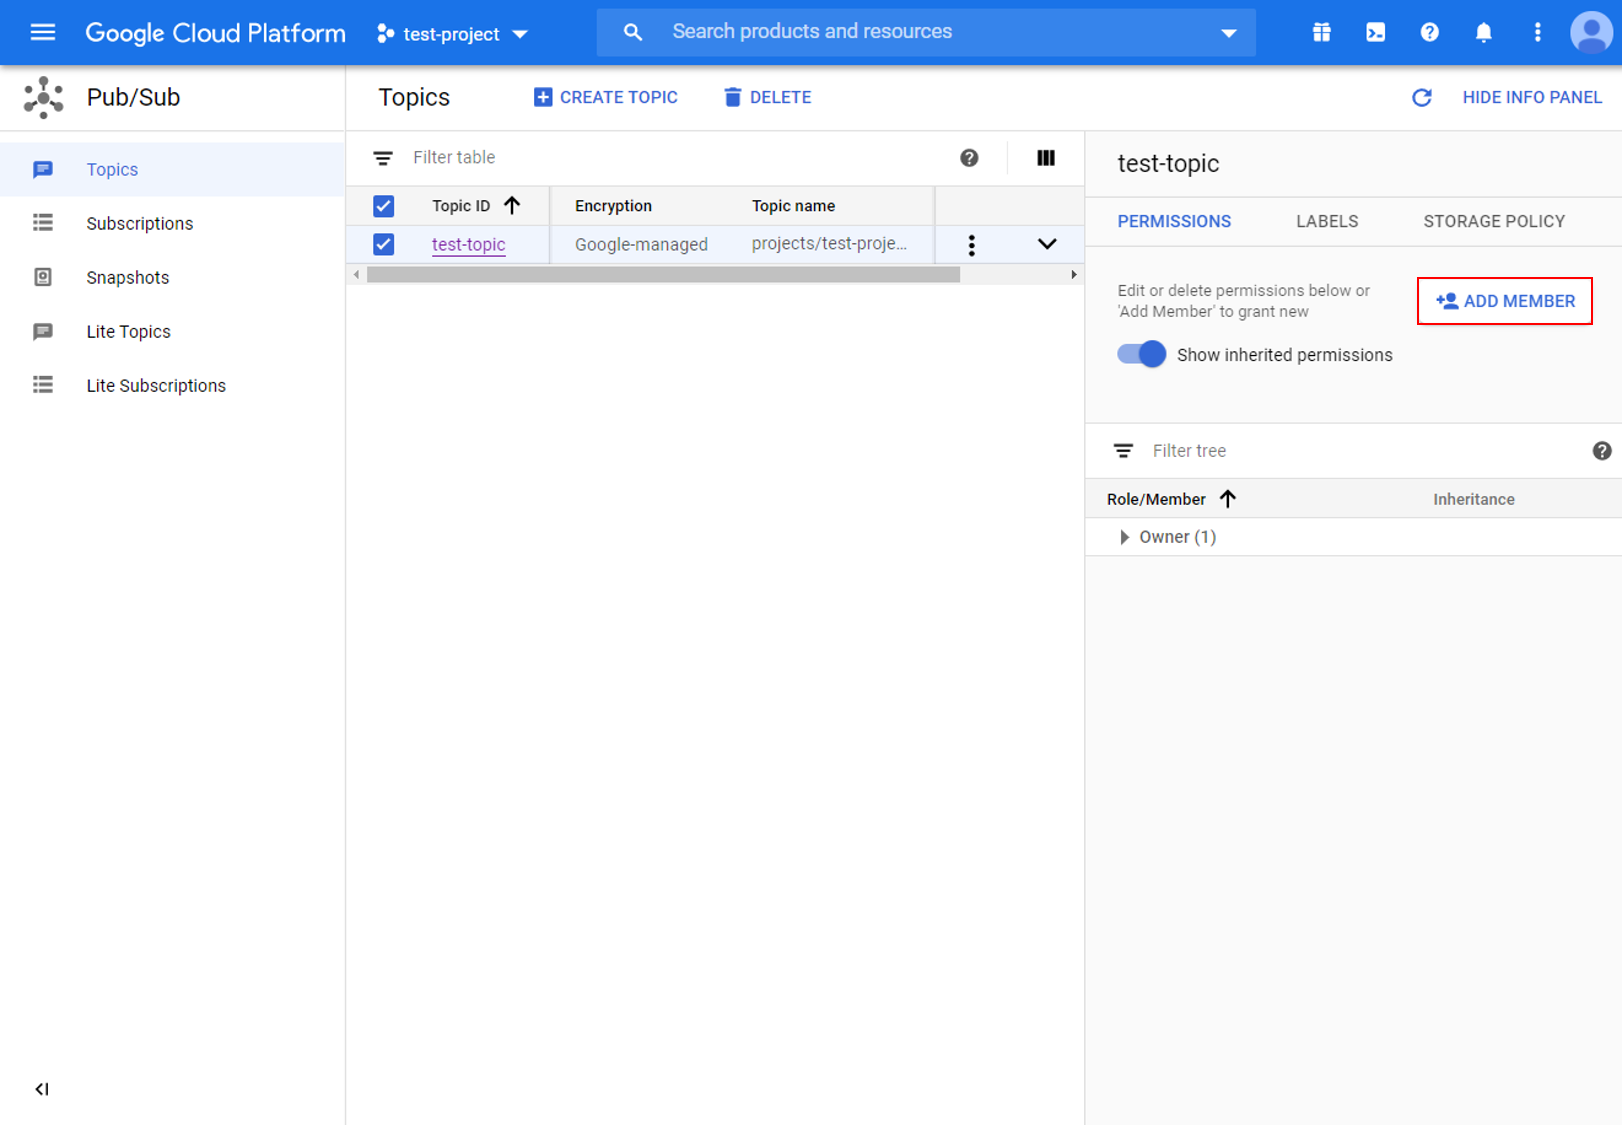 Google Cloud Platform
test-project
Search products and resources
Pub/Sub
Topics
CREATE TOPIC
DELETE
HIDE INFO PANEL
Topics
Subscriptions
Snapshots
Lite Topics
Lite Subscriptions
Filter table
Topic ID
Encryption
Topic name
test-topic
Google-managed
projects/test-proje...
test-topic
PERMISSIONS
LABELS
STORAGE POLICY
Edit or delete permissions below or
'Add Member' to grant new
ADD MEMBER
Show inherited permissions
Filter tree
Role/Member
Inheritance
Owner (1)